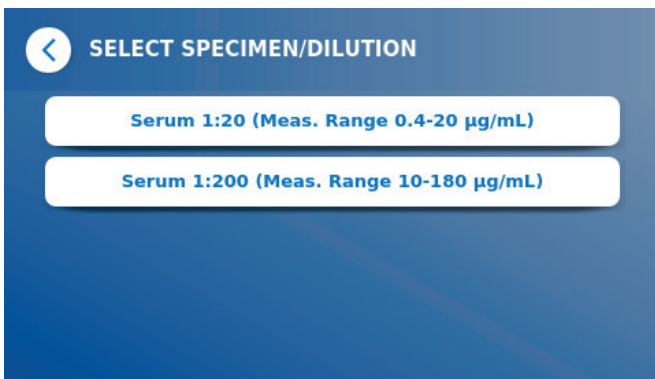 SELECT SPECIMEN/DILUTION
Serum 1:20 (Meas. Range 0.4-20 µg/mL)
Serum 1:200 (Meas. Range 10-180 µg/mL)